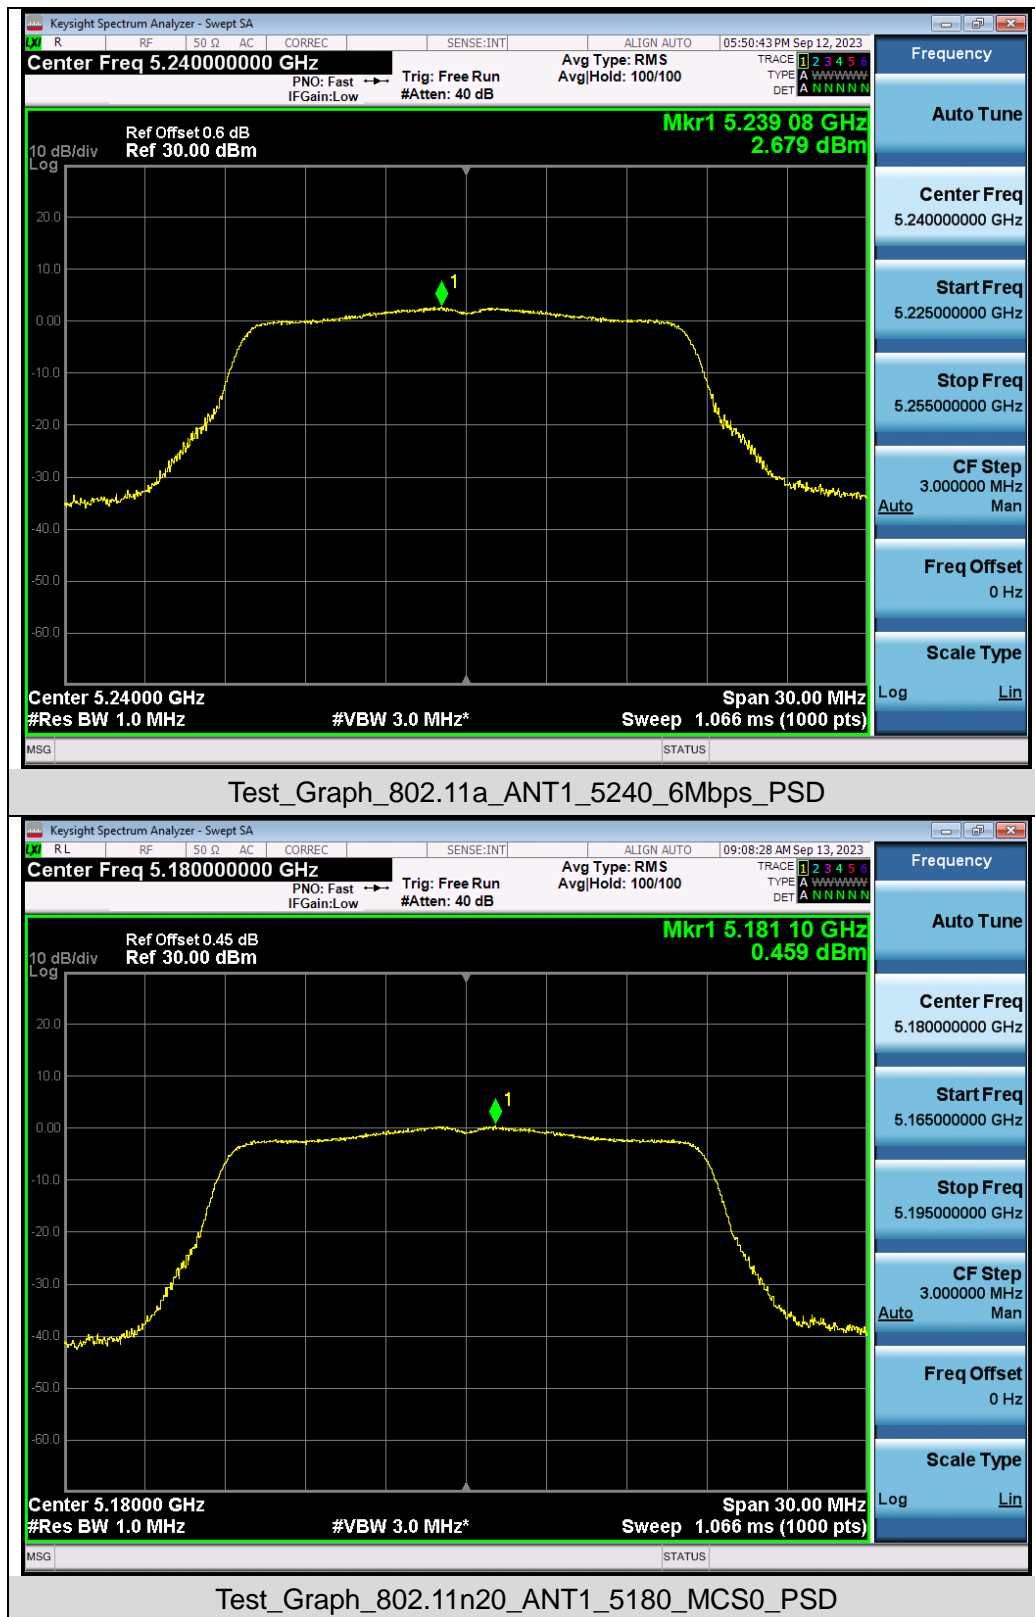 Keysight Spectrum Analyzer - Swept SA
LXI R RF 50 Ω AC CORREC SENSE:INT ALIGN AUTO 05:50:43 PM Sep 12, 2023
Center Freq 5.240000000 GHz
PNO: Fast
IFGain:Low
Trig: Free Run
#Atten: 40 dB
Avg Type: RMS
Avg|Hold: 100/100
TRACE 1 2 3 4 5 6
TYPE A WWWWW
DET A N N N N N
Ref Offset 0.6 dB
Ref 30.00 dBm
10 dB/div
Log
Mkr1 5.239 08 GHz
2.679 dBm
1
20.0
10.0
0.00
-10.0
-20.0
-30.0
-40.0
-50.0
-60.0
Center 5.24000 GHz
Span 30.00 MHz
#Res BW 1.0 MHz
#VBW 3.0 MHz*
Sweep 1.066 ms (1000 pts)
MSG
STATUS
Frequency
Auto Tune
Center Freq
5.240000000 GHz
Start Freq
5.225000000 GHz
Stop Freq
5.255000000 GHz
CF Step
3.000000 MHz
Auto Man
Freq Offset
0 Hz
Scale Type
Log Lin
Test_Graph_802.11a_ANT1_5240_6Mbps_PSD
Keysight Spectrum Analyzer - Swept SA
LXI R L RF 50 Ω AC CORREC SENSE:INT ALIGN AUTO 09:08:28 AM Sep 13, 2023
Center Freq 5.180000000 GHz
PNO: Fast
IFGain:Low
Trig: Free Run
#Atten: 40 dB
Avg Type: RMS
Avg|Hold: 100/100
TRACE 1 2 3 4 5 6
TYPE A WWWWW
DET A N N N N N
Ref Offset 0.45 dB
Ref 30.00 dBm
10 dB/div
Log
Mkr1 5.181 10 GHz
0.459 dBm
1
20.0
10.0
0.00
-10.0
-20.0
-30.0
-40.0
-50.0
-60.0
Center 5.18000 GHz
Span 30.00 MHz
#Res BW 1.0 MHz
#VBW 3.0 MHz*
Sweep 1.066 ms (1000 pts)
MSG
STATUS
Frequency
Auto Tune
Center Freq
5.180000000 GHz
Start Freq
5.165000000 GHz
Stop Freq
5.195000000 GHz
CF Step
3.000000 MHz
Auto Man
Freq Offset
0 Hz
Scale Type
Log Lin
Test_Graph_802.11n20_ANT1_5180_MCS0_PSD